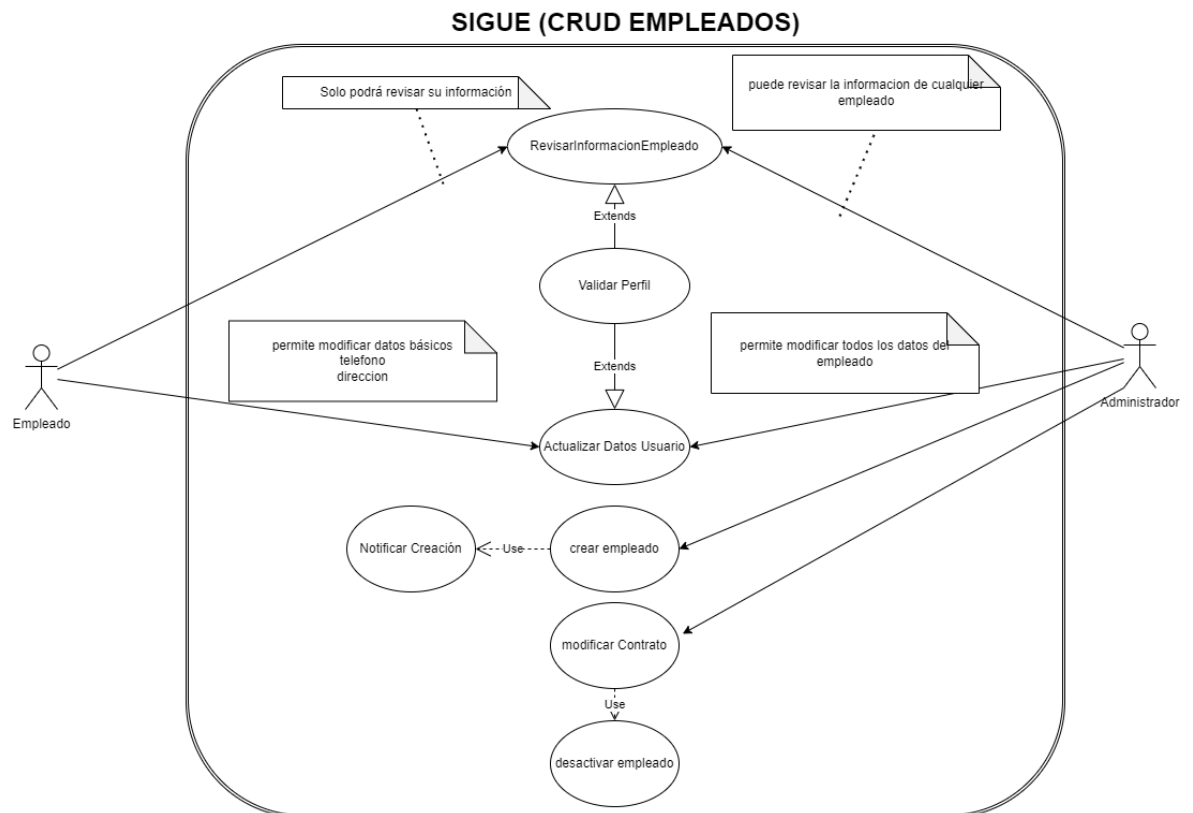 SIGUE (CRUD EMPLEADOS)
Solo podrá revisar su información
puede revisar la informacion de cualquier
empleado
RevisarInformacionEmpleado
Extends
Validar Perfil
permite modificar datos básicos
telefono
direccion
permite modificar todos los datos del
empleado
Extends
Empleado
Administrador
Actualizar Datos Usuario
Notificar Creación
Use
crear empleado
modificar Contrato
Use
desactivar empleado